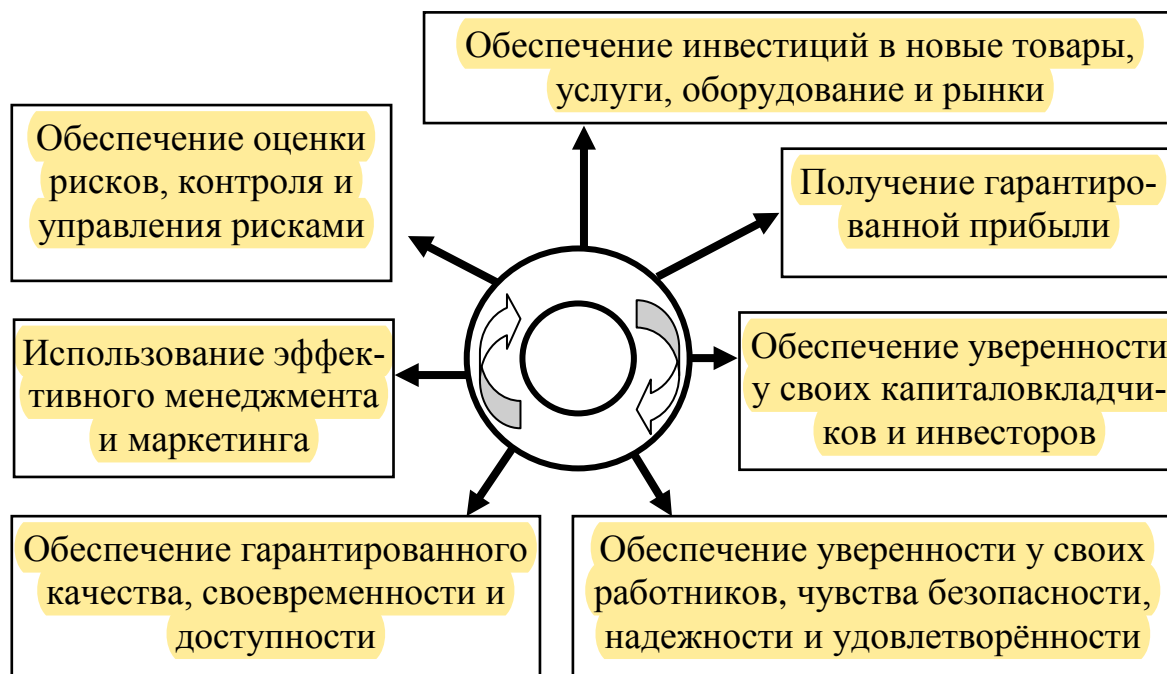 Обеспечение инвестиций в новые товары,
услуги, оборудование и рынки
Обеспечение оценки
рисков, контроля и
управления рисками
Получение гарантиро-
ванной прибыли
Использование эффек-
тивного менеджмента
и маркетинга
Обеспечение уверенности
у своих капиталовкладчи-
ков и инвесторов
Обеспечение гарантированного
качества, своевременности и
доступности
Обеспечение уверенности у своих
работников, чувства безопасности,
надежности и удовлетворённости